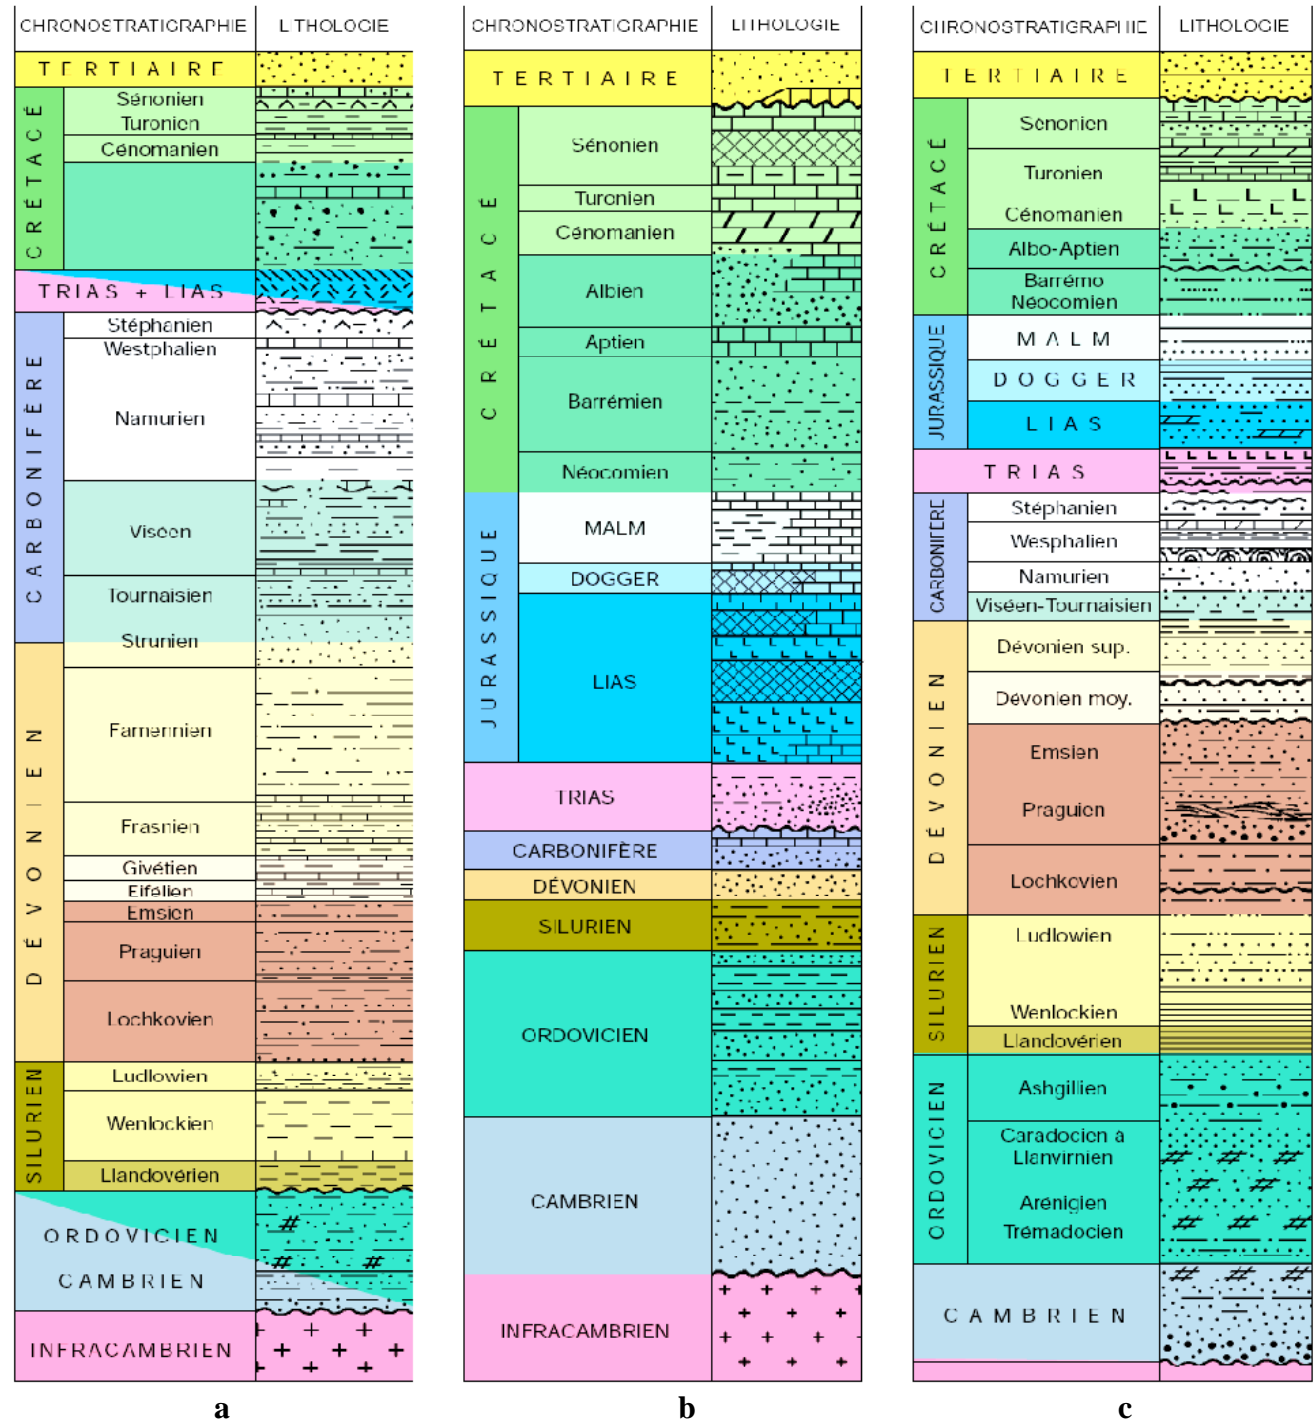 CHRONOSTRATIGRAPHIE LITHOLOGIE
TERTIAIRE
CRÉTACÉ
Sénonien
Turonien
Cénomanien
TRIAS + LIAS
CARBONIFÈRE
Stéphanien
Westphalien
Namurien
Viséen
Tournaisien
Strunien
DÉVONIEN
Famennien
Frasnien
Givétien
Eifélien
Emsien
Praguien
Lochkovien
SILURIEN
Ludlowien
Wenlockien
Llandovérien
ORDOVICIEN
CAMBRIEN
INFRACAMBRIEN
a
CHRONOSTRATIGRAPHIE LITHOLOGIE
TERTIAIRE
CRÉTACÉ
Sénonien
Turonien
Cénomanien
Albien
Aptien
Barrémien
Néocomien
JURASSIQUE
MALM
DOGGER
LIAS
TRIAS
CARBONIFÈRE
DÉVONIEN
SILURIEN
ORDOVICIEN
CAMBRIEN
INFRACAMBRIEN
b
CHRONOSTRATIGRAPHIE LITHOLOGIE
TERTIAIRE
CRÉTACÉ
Sénonien
Turonien
Cénomanien
Albo-Aptien
Barrémo
Néocomien
JURASSIQUE
MALM
DOGGER
LIAS
TRIAS
CARBONIFÈRE
Stéphanien
Wesphalien
Namurien
Viséen-Tournaisien
DÉVONIEN
Dévonien sup.
Dévonien moy.
Emsien
Praguien
Lochkovien
SILURIEN
Ludlowien
Wenlockien
Llandovérien
ORDOVICIEN
Ashgillien
Caradocien à
Llanvirnien
Arénigien
Trémadocien
CAMBRIEN
c